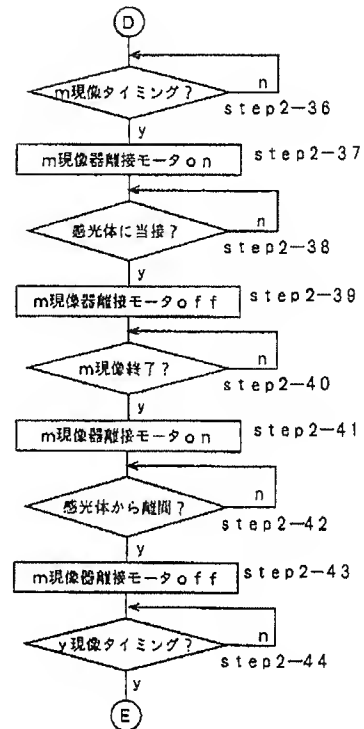 D
m現像タイミング？
n
step2-36
y
m現像器離接モータon
step2-37
感光体に当接？
n
step2-38
y
m現像器離接モータoff
step2-39
m現像終了？
n
step2-40
y
m現像器離接モータon
step2-41
感光体から離間？
n
step2-42
y
m現像器離接モータoff
step2-43
y現像タイミング？
n
step2-44
y
E